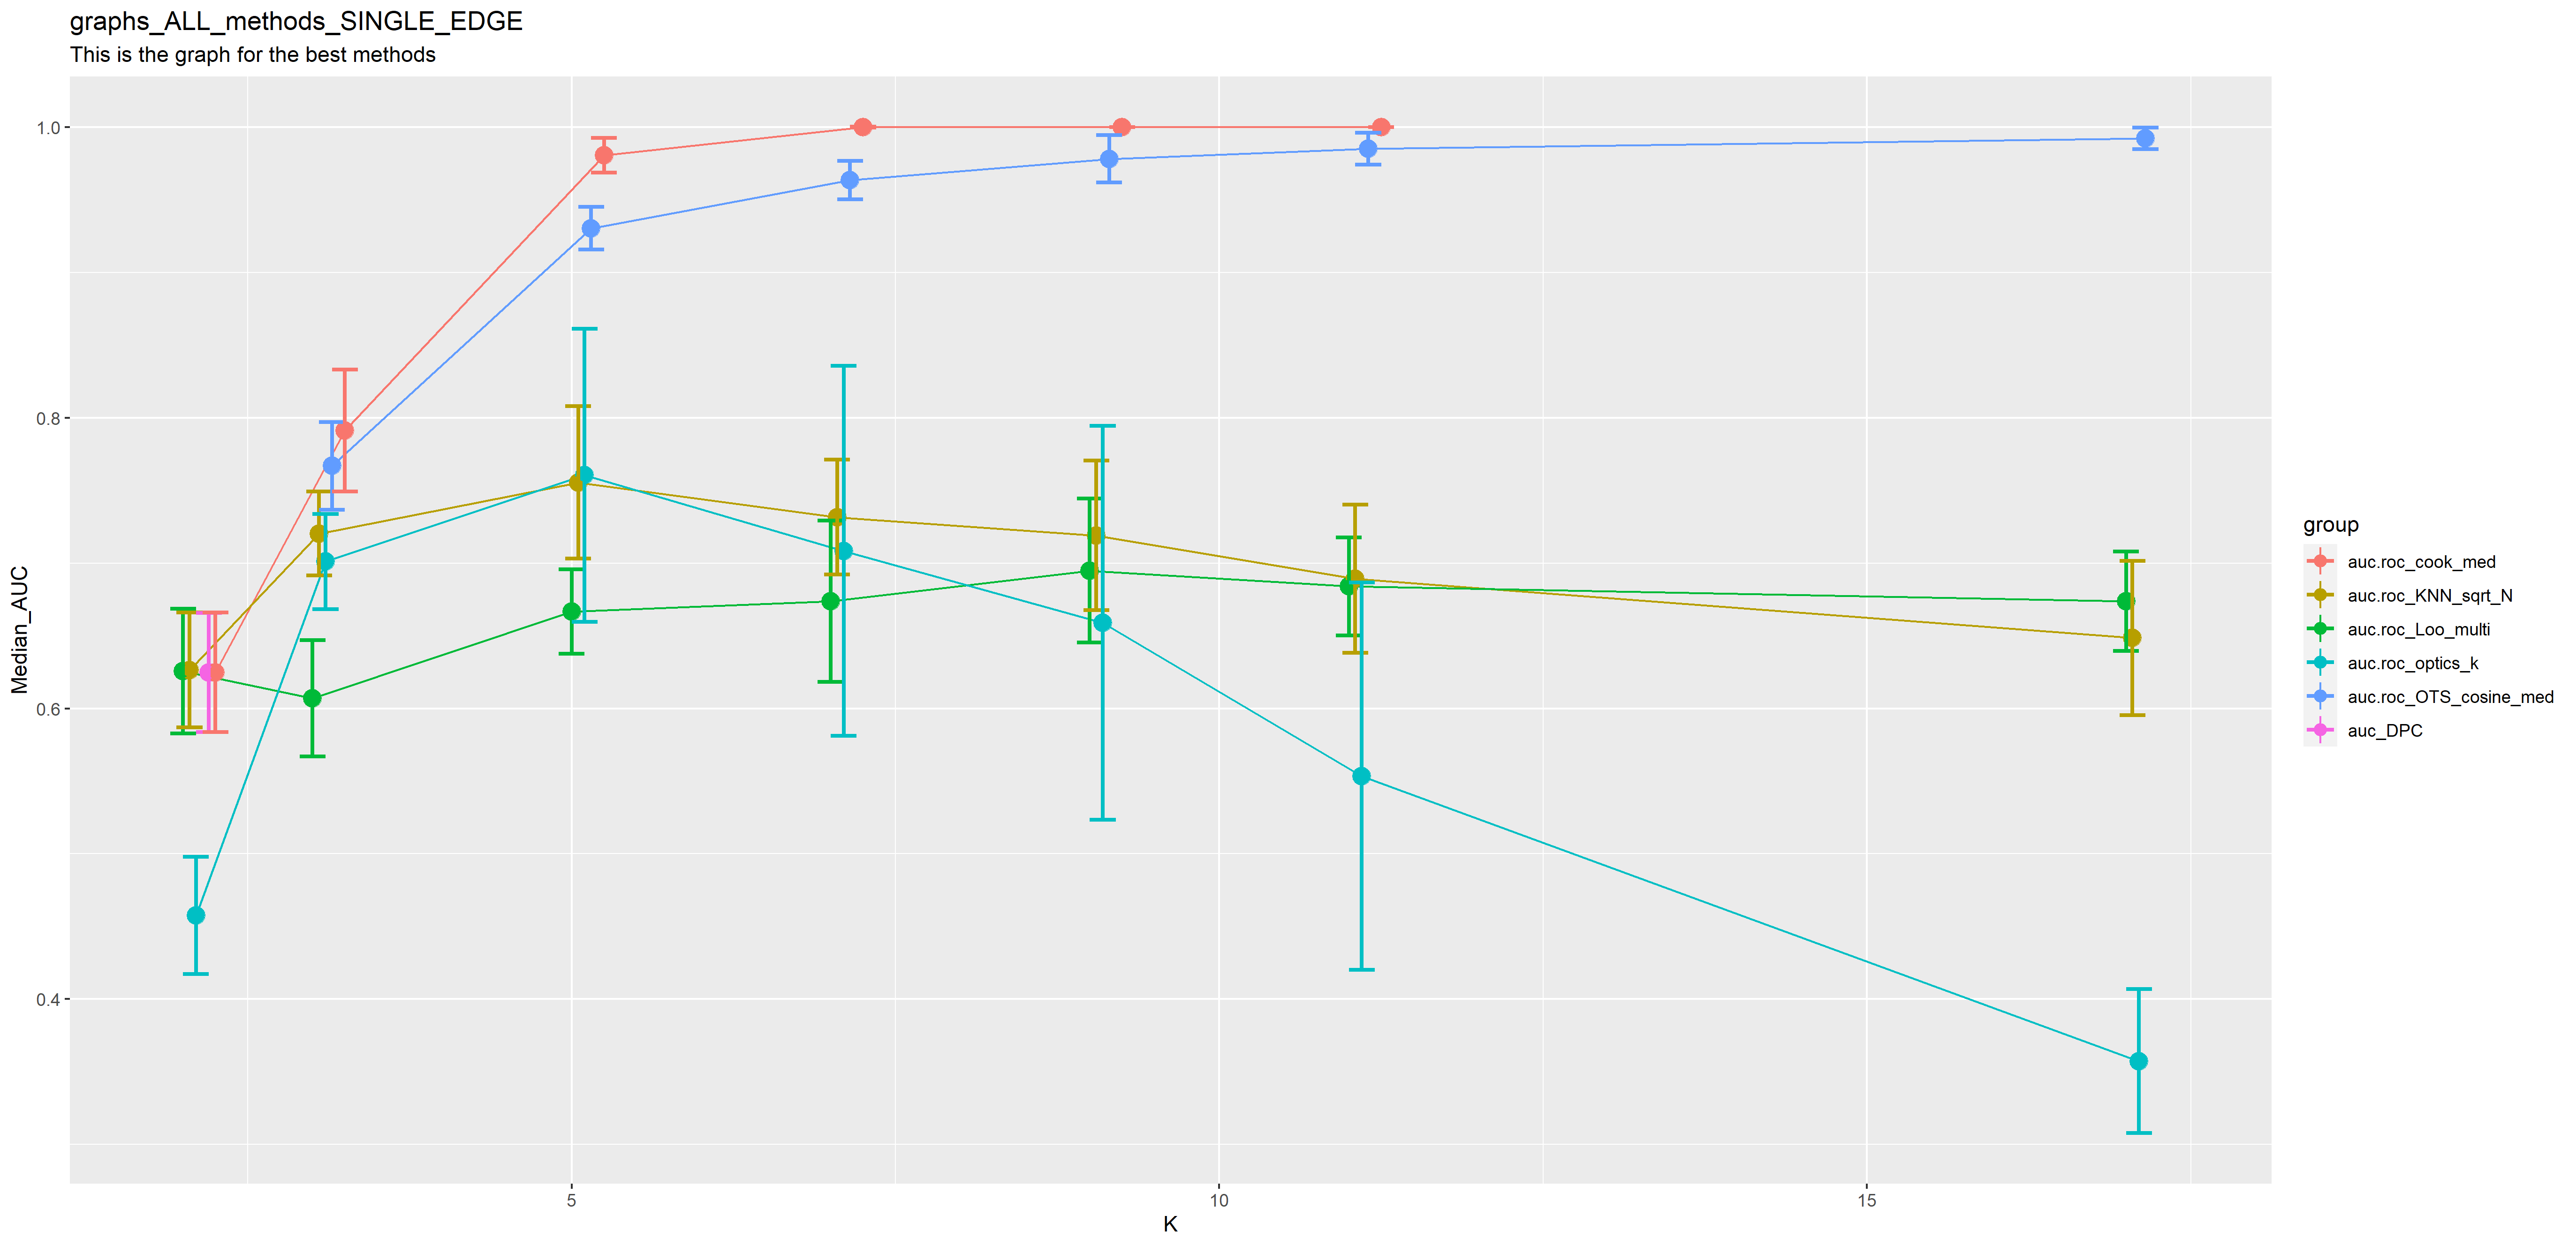 graphs_ALL_methods_SINGLE_EDGE
This is the graph for the best methods
Median_AUC
1.0
0.8
0.6
0.4
5
10
15
K
group
auc.roc_cook_med
auc.roc_KNN_sqrt_N
auc.roc_Loo_multi
auc.roc_optics_k
auc.roc_OTS_cosine_med
auc_DPC